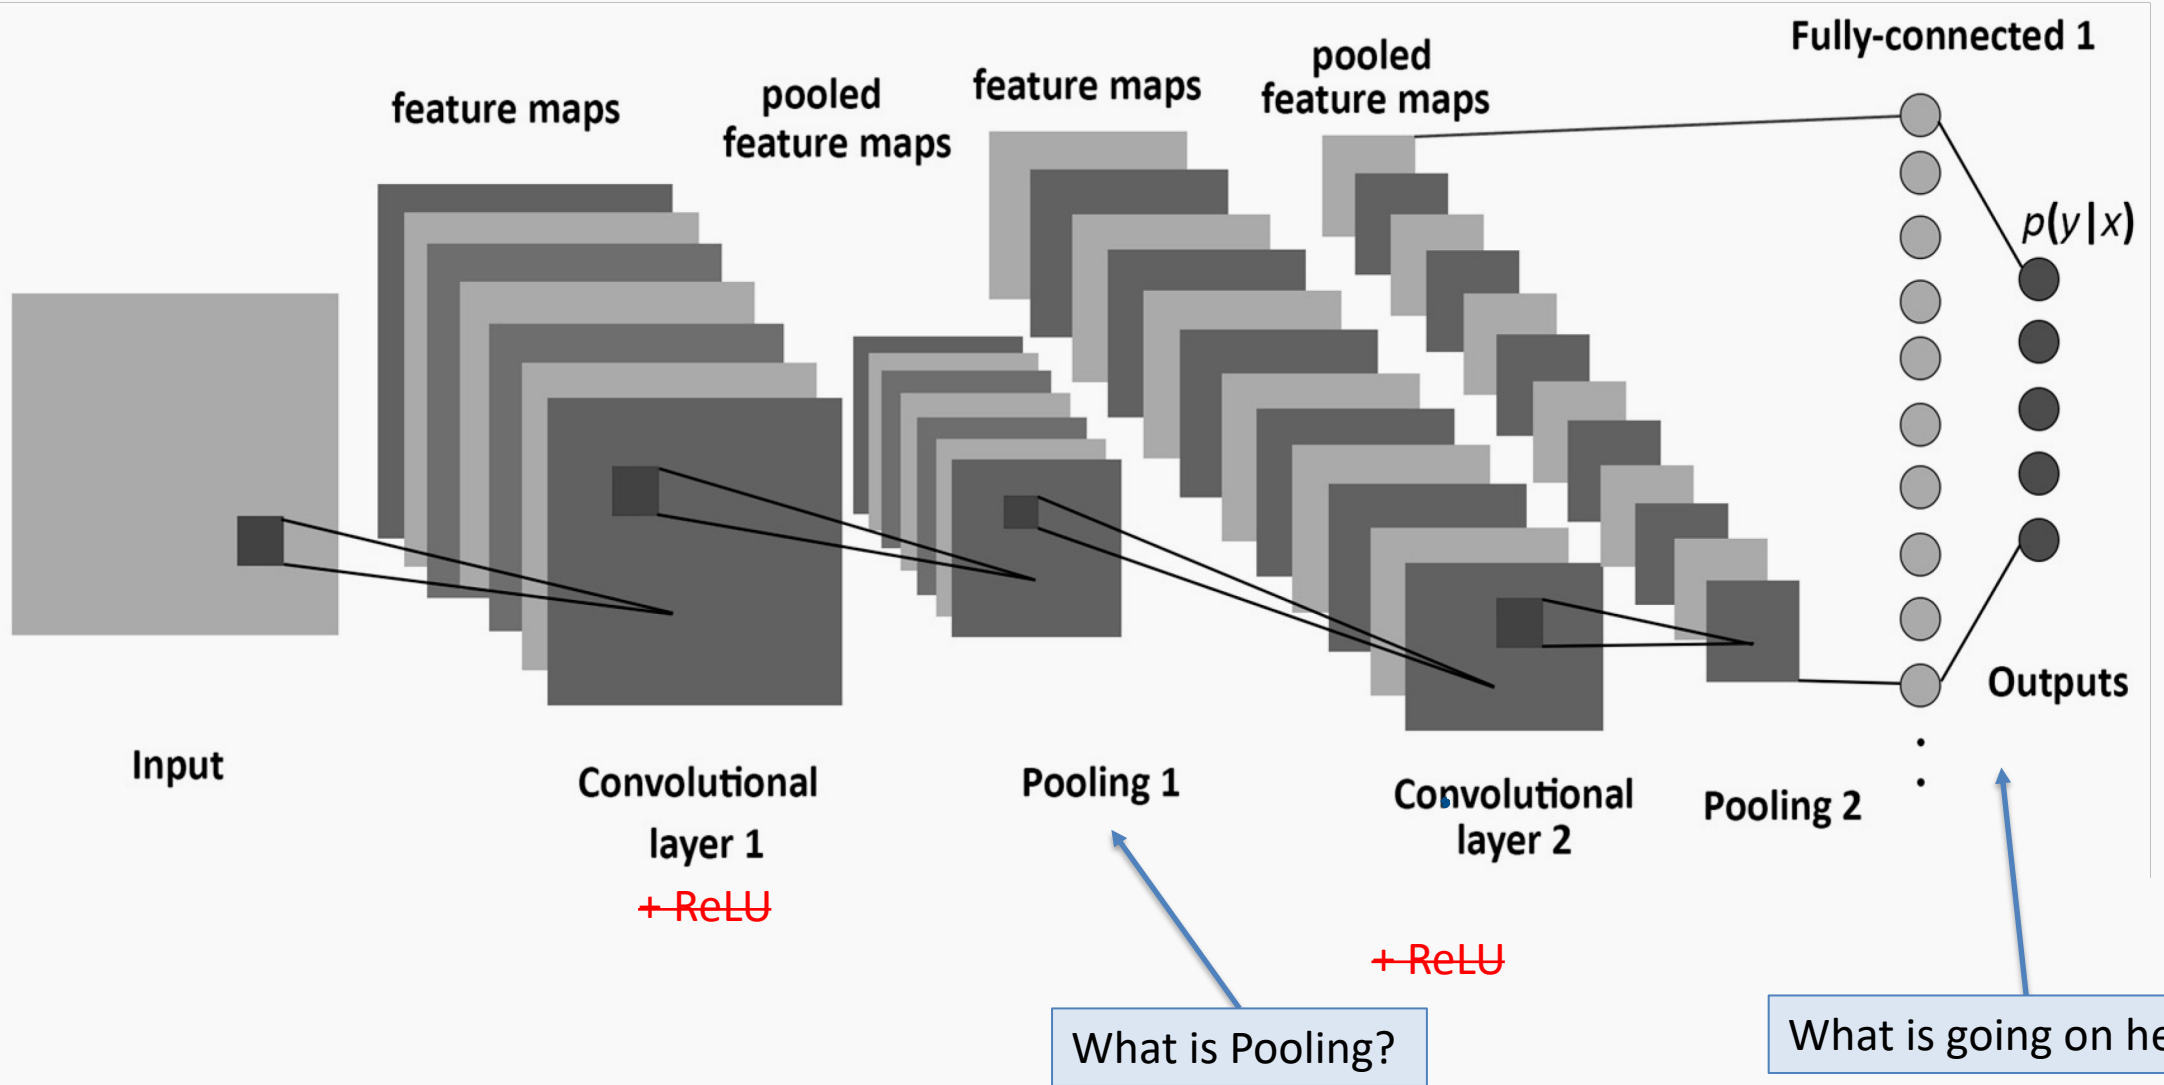 Fully-connected 1
feature maps
pooled
feature maps
feature maps
pooled
feature maps
p(y|x)
Outputs
Input
Convolutional
layer 1
+ ReLU
Pooling 1
Convolutional
layer 2
+ ReLU
Pooling 2
What is Pooling?
What is going on he